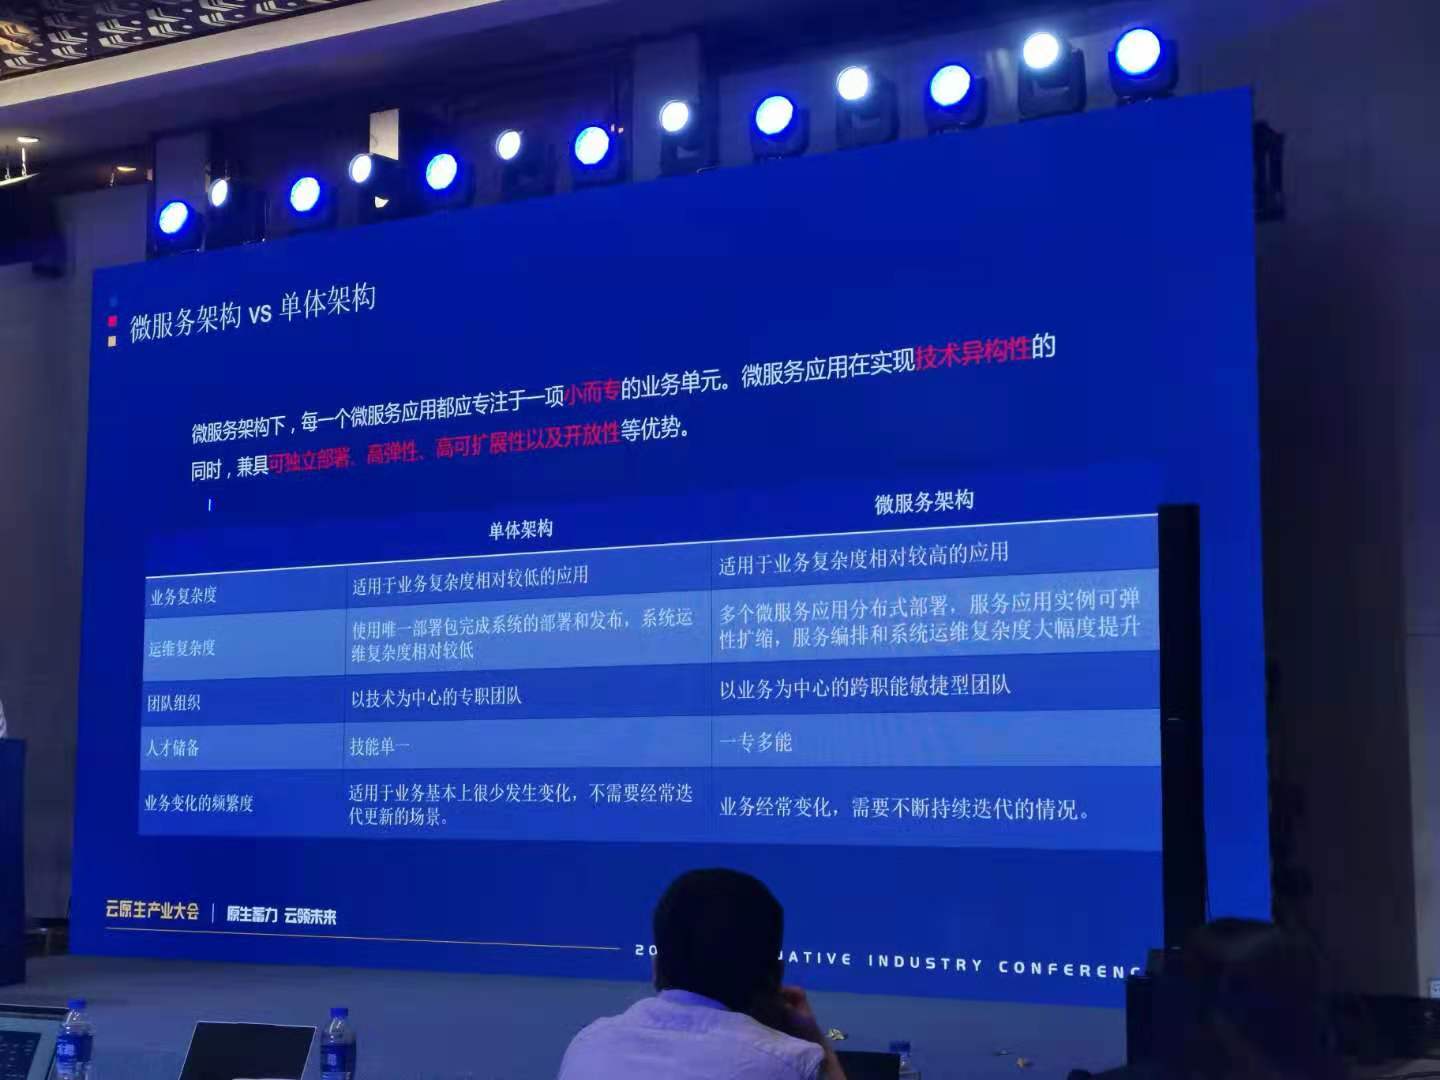 微服务架构 vs 单体架构
微服务架构下，每一个微服务应用都应专注于一项小而专的业务单元。微服务应用在实现技术异构性的
同时，兼具可独立部署、高弹性、高可扩展性以及开放性等优势。
单体架构 微服务架构
业务复杂度 适用于业务复杂度相对较低的应用 适用于业务复杂度相对较高的应用
运维复杂度 使用唯一部署包完成系统的部署和发布，系统运
维复杂度相对较低 多个微服务应用分布式部署，服务应用实例可弹
性扩缩，服务编排和系统运维复杂度大幅度提升
团队组织 以技术为中心的专职团队 以业务为中心的跨职能敏捷型团队
人才储备 技能单一 一专多能
业务变化的频繁度 适用于业务基本上很少发生变化，不需要经常迭
代更新的场景。 业务经常变化，需要不断持续迭代的情况。
云原生产业大会 | 原生蓄力 云领未来
INDUSTRY